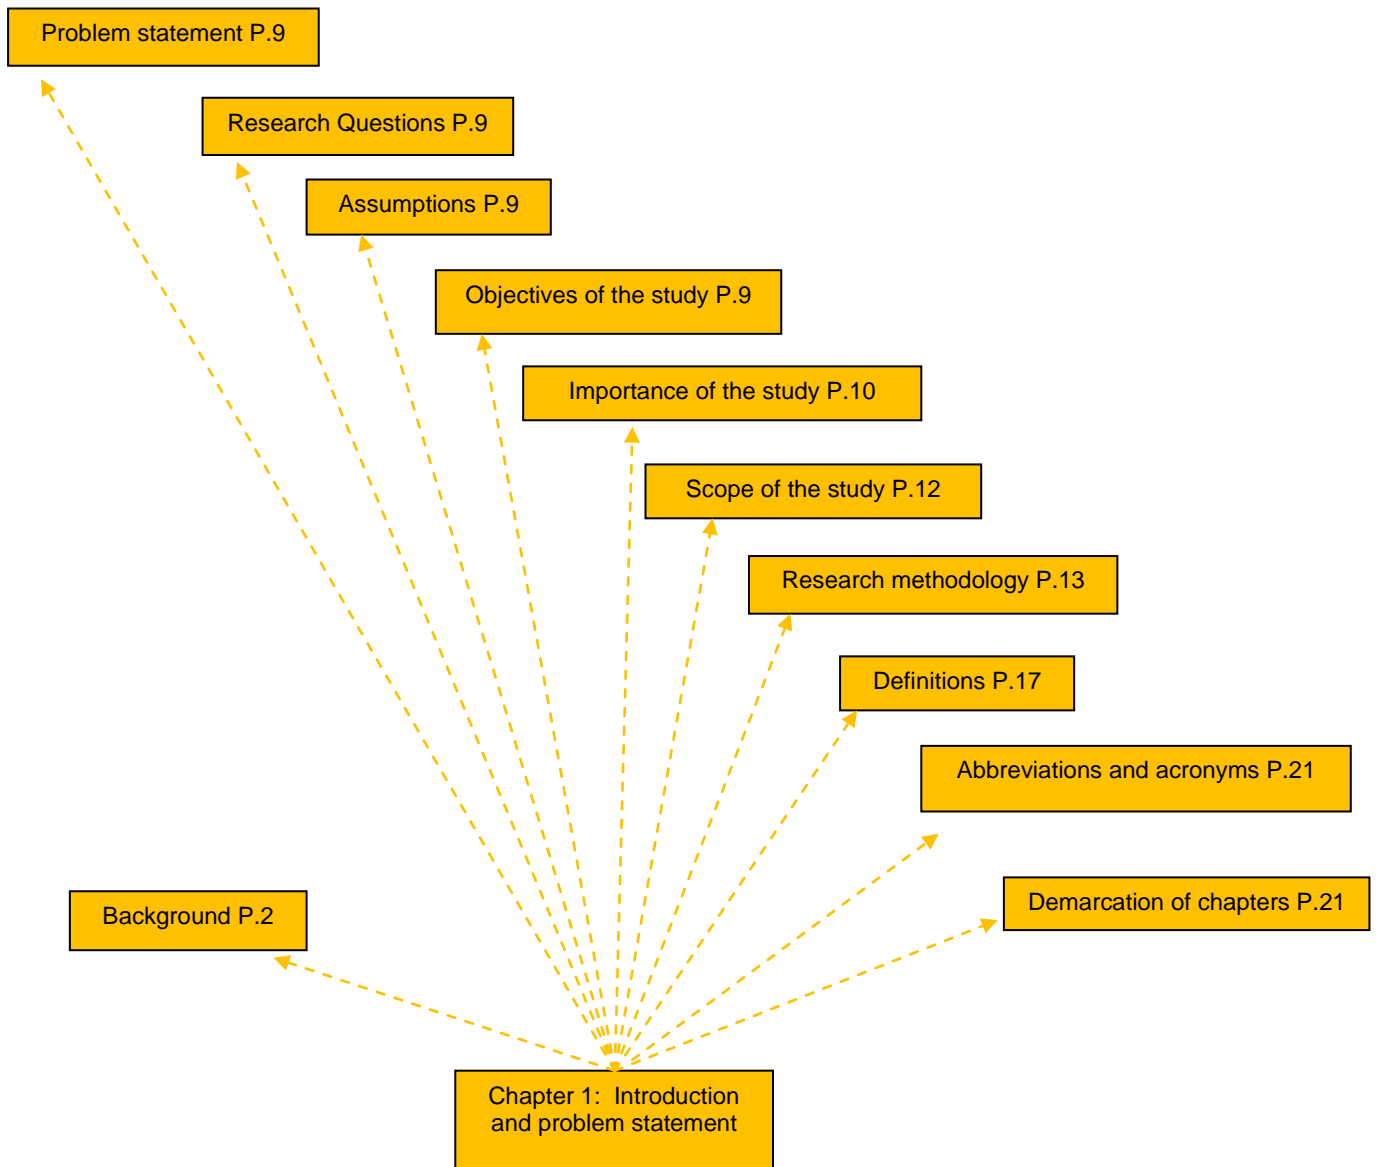 Problem statement P.9
Research Questions P.9
Assumptions P.9
Objectives of the study P.9
Importance of the study P.10
Scope of the study P.12
Research methodology P.13
Definitions P.17
Abbreviations and acronyms P.21
Demarcation of chapters P.21
Background P.2
Chapter 1:  Introduction
and problem statement